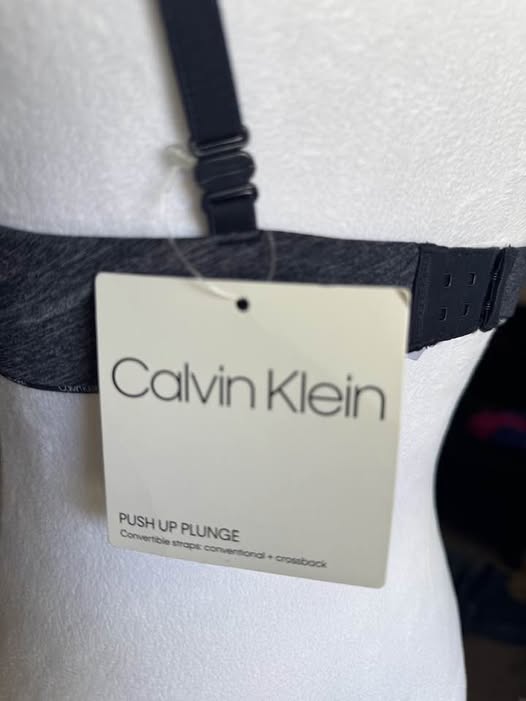 Calvin Klein
PUSH UP PLUNGE
Convertible straps: conventional + crossback